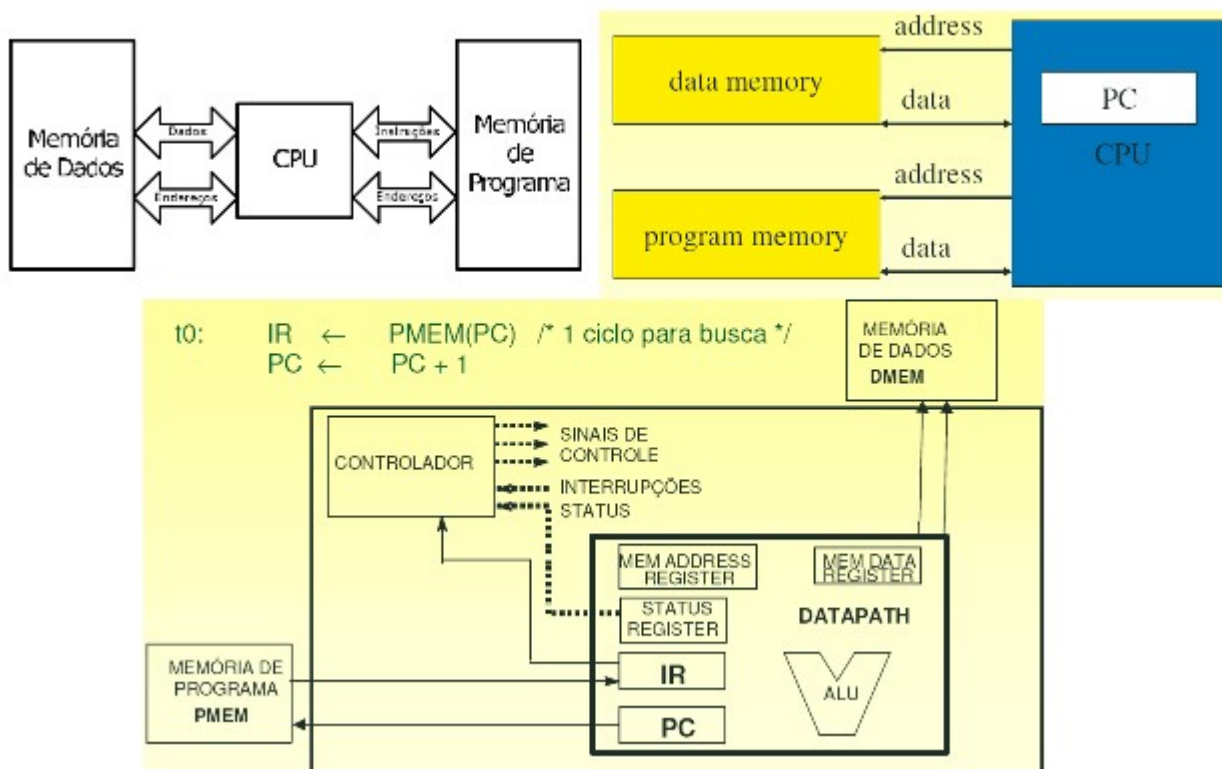 Memória
de Dados
Dados
Endereços
CPU
Instruções
Endereços
Memória
de
Programa
data memory
program memory
address
data
address
data
PC
CPU
t0: IR ← PMEM(PC) /* 1 ciclo para busca */
PC ← PC + 1
MEMÓRIA
DE DADOS
DMEM
CONTROLADOR
SINAIS DE
CONTROLE
INTERRUPÇÕES
STATUS
MEM ADDRESS
REGISTER
MEM DATA
REGISTER
STATUS
REGISTER
DATAPATH
IR
PC
ALU
MEMÓRIA DE
PROGRAMA
PMEM